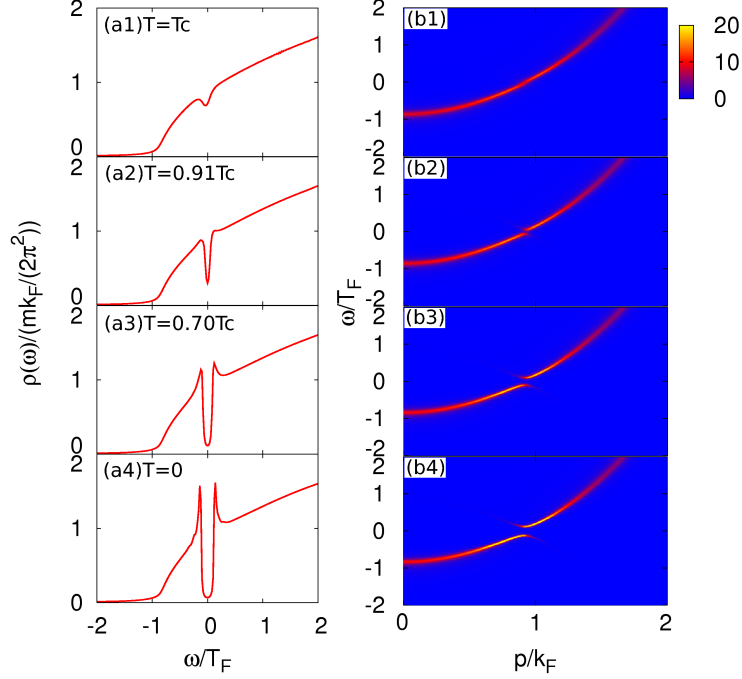 2
(a1)T=Tc
1
0
2
(a2)T=0.91Tc
1
0
2
(a3)T=0.70Tc
1
0
2
(a4)T=0
1
0
-2 -1 0 1 2
ω/T_F
ρ(ω)/(mk_F/(2π²))
2
(b1)
1
0
-1
-2
(b2)
2
1
0
-1
-2
(b3)
2
1
0
-1
-2
(b4)
2
1
0
-1
-2
0 1 2
p/k_F
ω/T_F
20
10
0